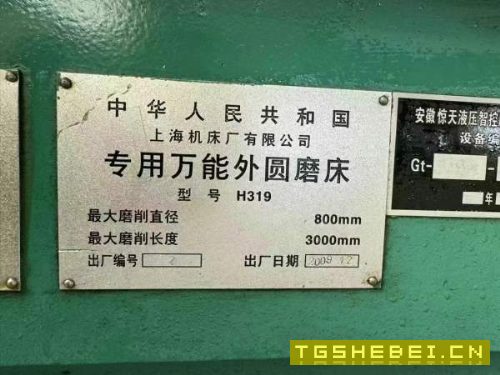 中华人民共和国
上海机床厂有限公司
专用万能外圆磨床
型号 H319
最大磨削直径 800mm
最大磨削长度 3000mm
出厂编号
出厂日期 2009 12
安徽惊天液压智控
设备编
Gt-
年
TGSHEBEI.CN